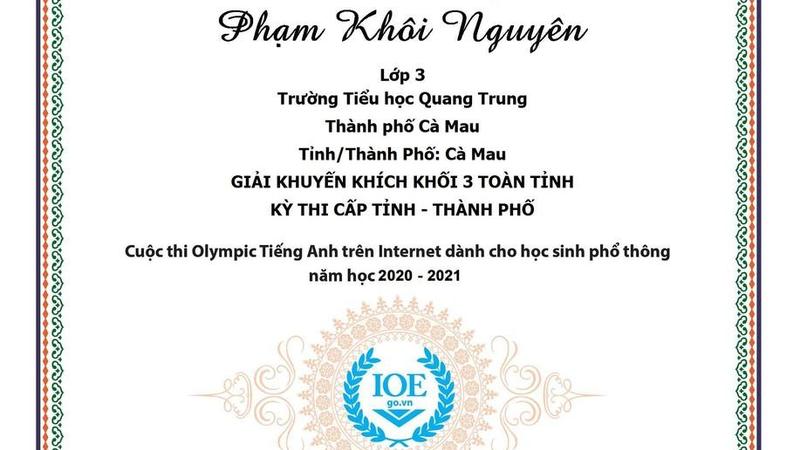 Phạm Khôi Nguyên
Lớp 3
Trường Tiểu học Quang Trung
Thành phố Cà Mau
Tỉnh/Thành Phố: Cà Mau
GIẢI KHUYẾN KHÍCH KHỐI 3 TOÀN TỈNH
KỲ THI CẤP TỈNH - THÀNH PHỐ
Cuộc thi Olympic Tiếng Anh trên Internet dành cho học sinh phổ thông
năm học 2020 - 2021
IOE
go.vn